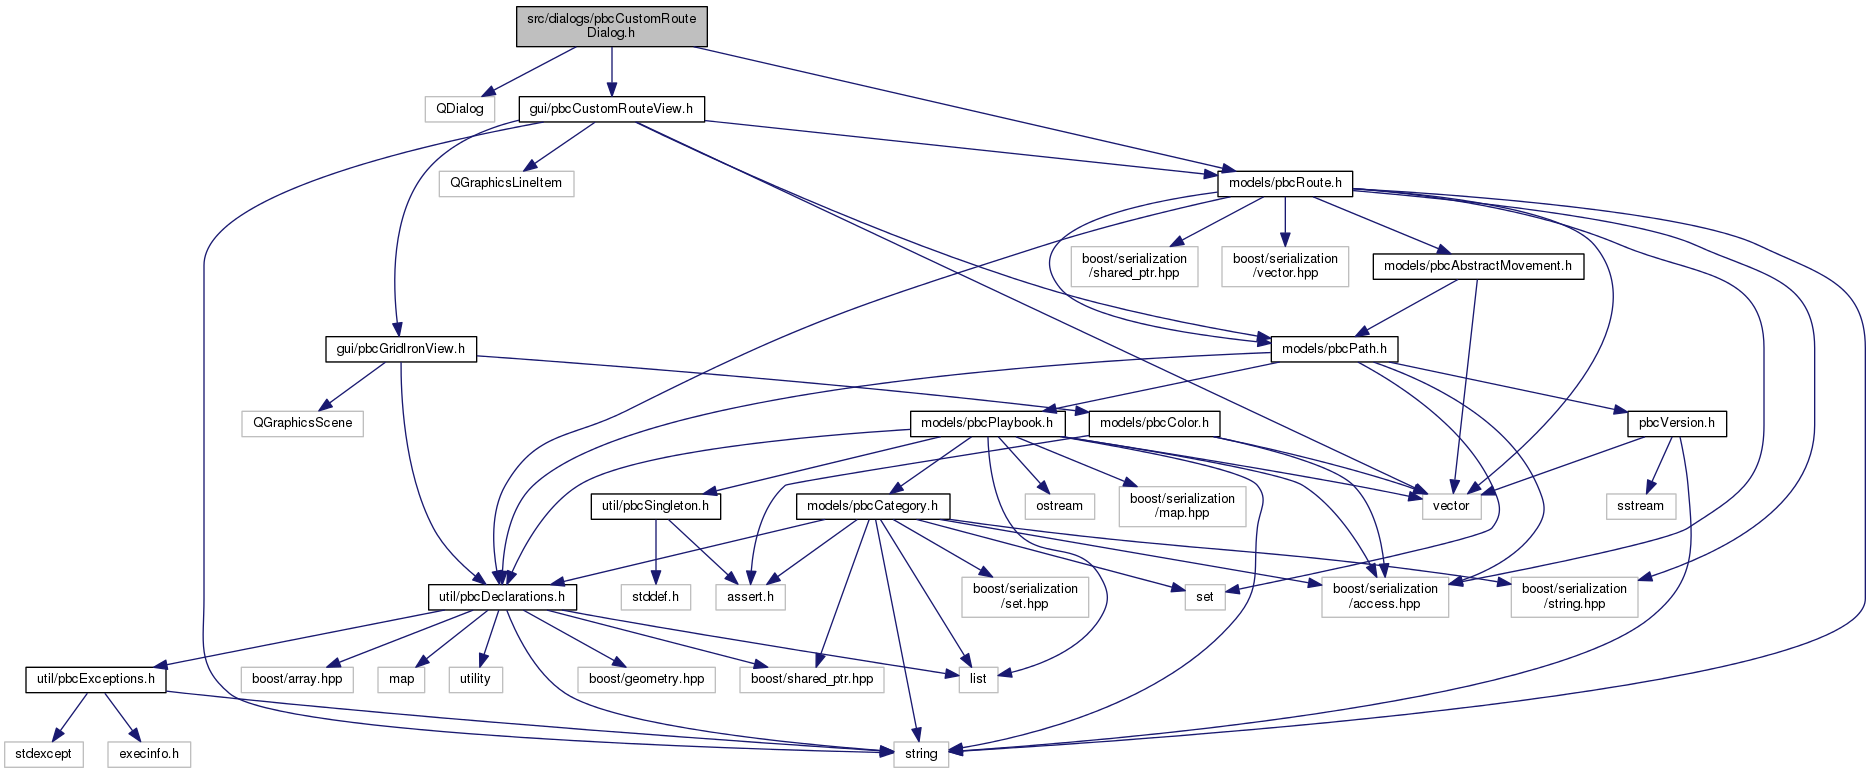 src/dialogs/pbcCustomRoute
Dialog.h
QDialog
gui/pbcCustomRouteView.h
QGraphicsLineItem
models/pbcRoute.h
boost/serialization
/shared_ptr.hpp
boost/serialization
/vector.hpp
models/pbcAbstractMovement.h
gui/pbcGridIronView.h
models/pbcPath.h
QGraphicsScene
models/pbcPlaybook.h
models/pbcColor.h
pbcVersion.h
util/pbcSingleton.h
models/pbcCategory.h
ostream
boost/serialization
/map.hpp
vector
sstream
util/pbcDeclarations.h
stddef.h
assert.h
boost/serialization
/set.hpp
set
boost/serialization
/access.hpp
boost/serialization
/string.hpp
util/pbcExceptions.h
boost/array.hpp
map
utility
boost/geometry.hpp
boost/shared_ptr.hpp
list
stdexcept
execinfo.h
string